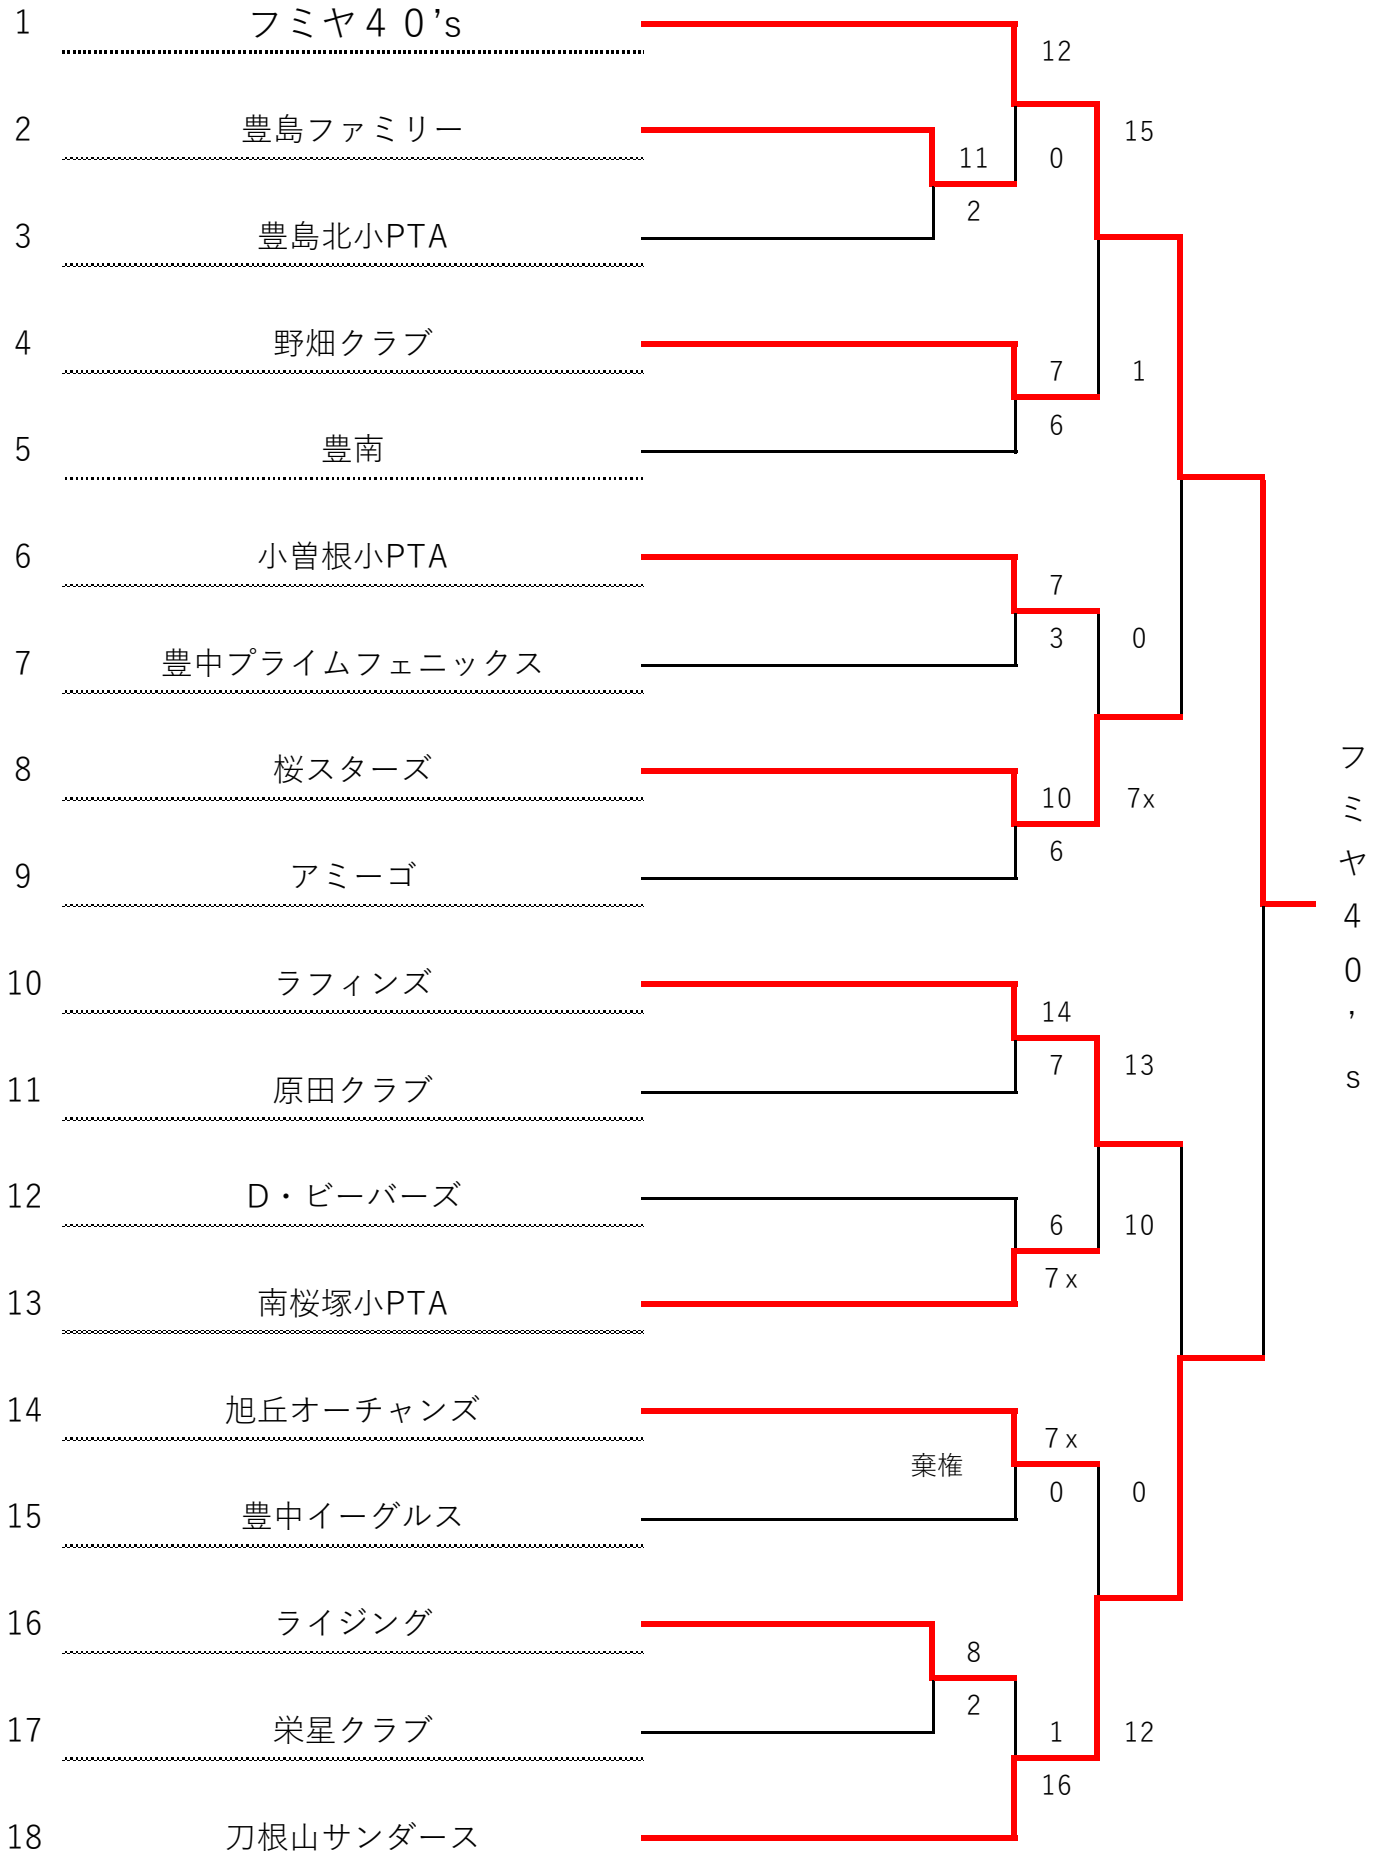 1 フミヤ４０’s
12
2 豊島ファミリー
15
11
0
2
3 豊島北小PTA
4 野畑クラブ
7
1
6
5 豊南
6 小曽根小PTA
7
3
0
7 豊中プライムフェニックス
8 桜スターズ
10
7x
6
9 アミーゴ
10 ラフィンズ
14
7
13
11 原田クラブ
12 D・ビーバーズ
6
10
7 x
13 南桜塚小PTA
14 旭丘オーチャンズ
7 x
棄権
0
0
15 豊中イーグルス
16 ライジング
8
2
17 栄星クラブ
1
12
16
18 刀根山サンダース
フミヤ４０’s